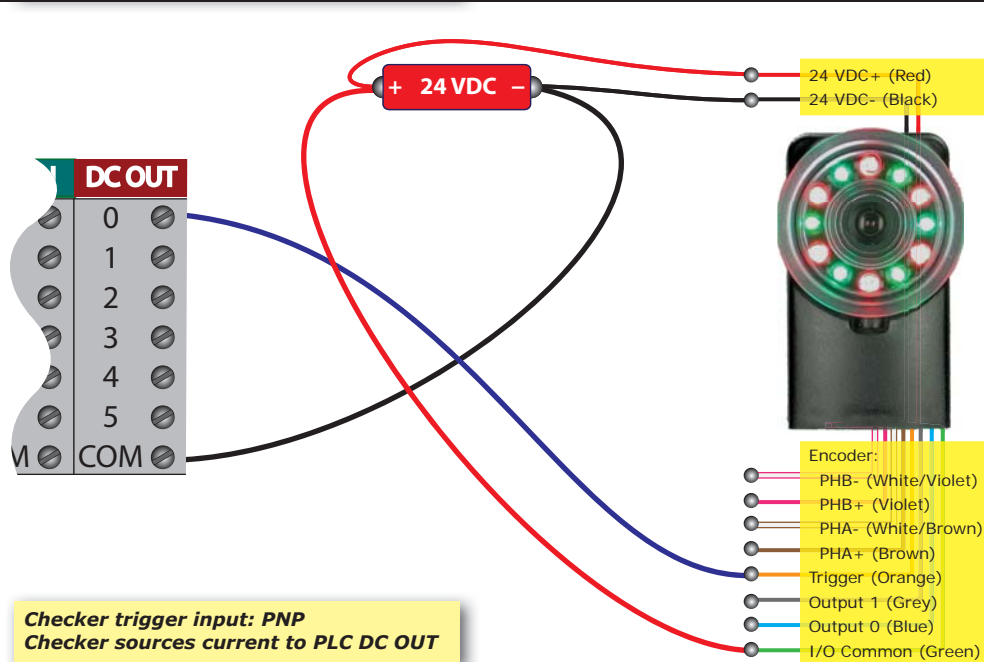 + 24 VDC –
24 VDC+ (Red)
24 VDC- (Black)
DC OUT
0
1
2
3
4
5
COM
Encoder:
PHB- (White/Violet)
PHB+ (Violet)
PHA- (White/Brown)
PHA+ (Brown)
Trigger (Orange)
Output 1 (Grey)
Output 0 (Blue)
I/O Common (Green)
Checker trigger input: PNP
Checker sources current to PLC DC OUT